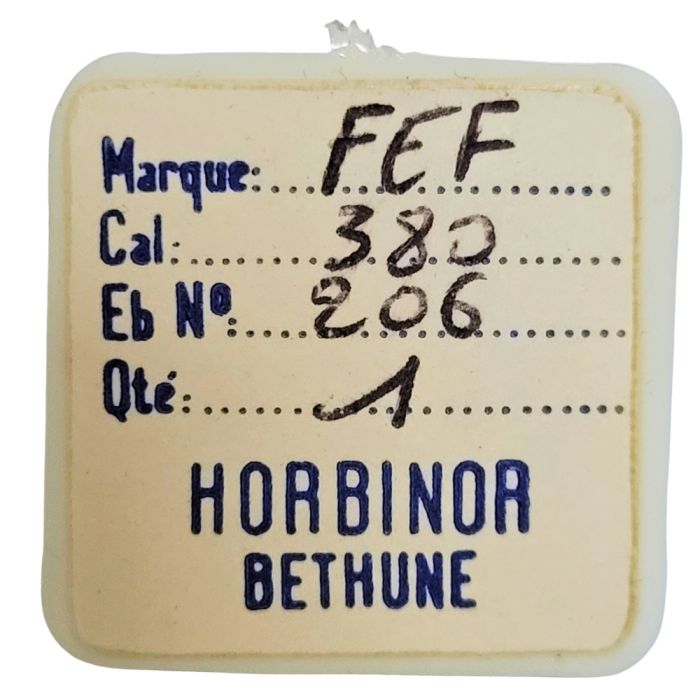 Marque: FEF
Cal: 380
Eb Nº: 206
Qté: 1
HORBINOR
BETHUNE